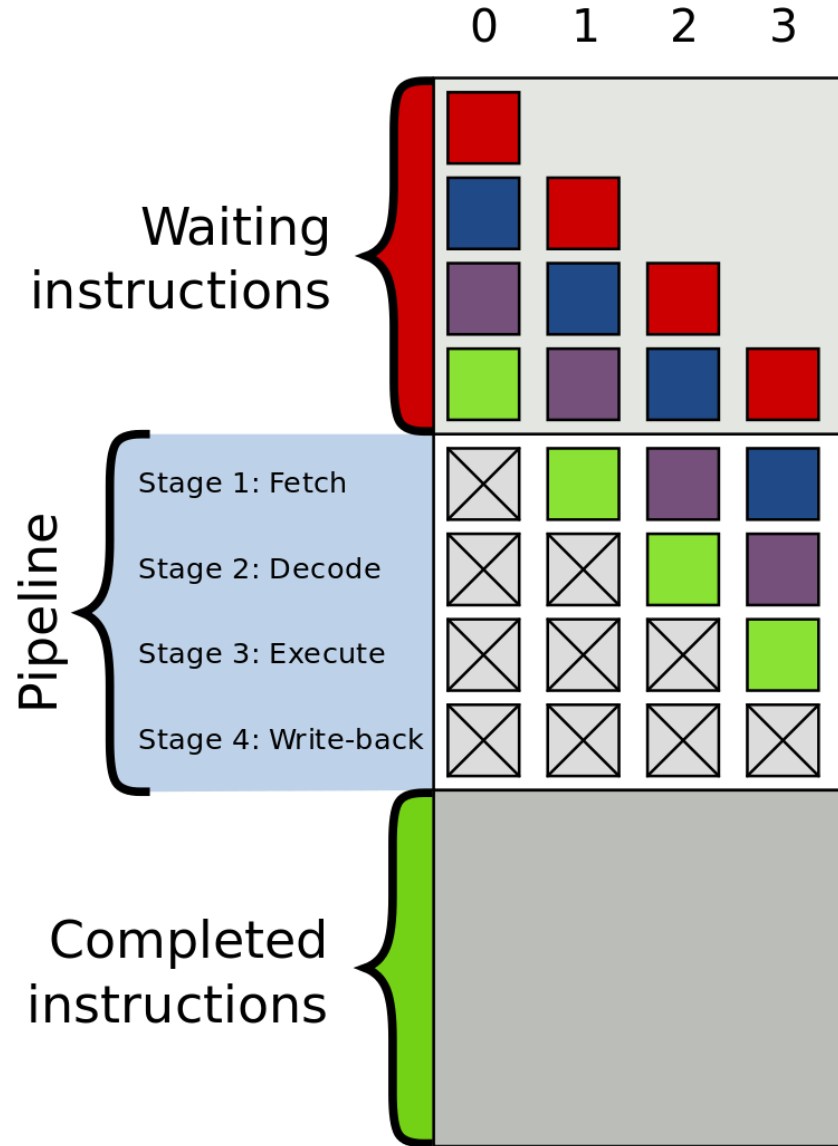 0 1 2 3
Waiting
instructions
Pipeline
Stage 1: Fetch
Stage 2: Decode
Stage 3: Execute
Stage 4: Write-back
Completed
instructions